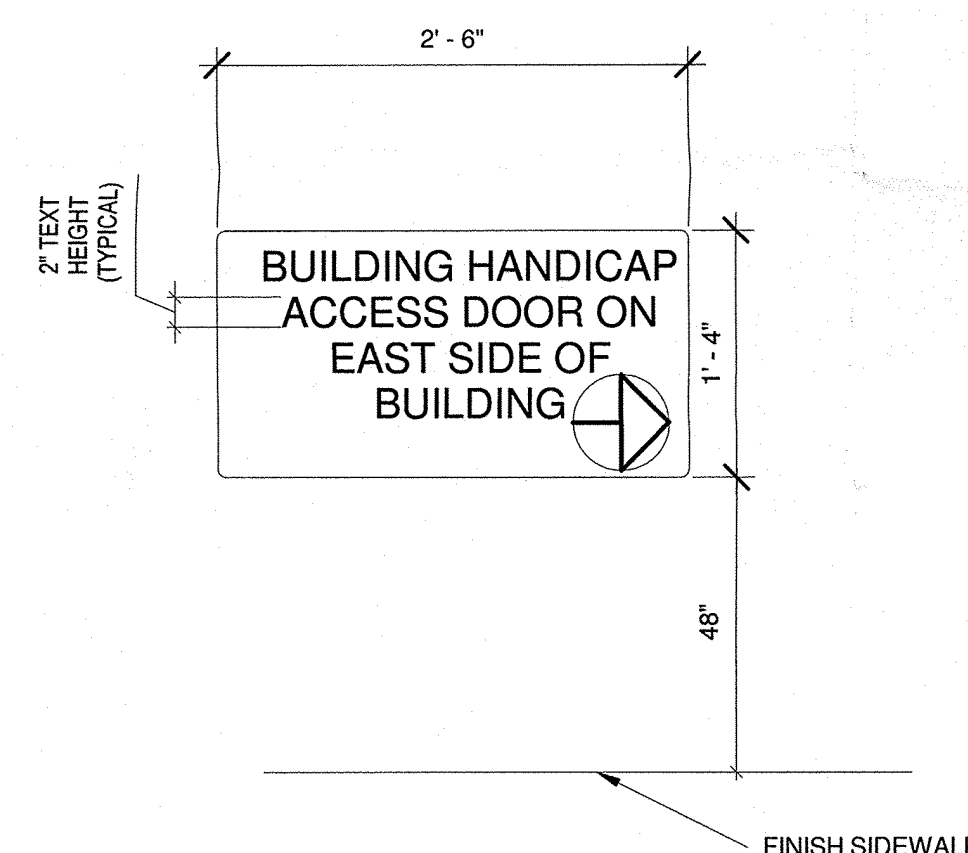 2' - 6"
2" TEXT
HEIGHT
(TYPICAL)
BUILDING HANDICAP
ACCESS DOOR ON
EAST SIDE OF
BUILDING
1' - 4"
48"
FINISH SIDEWALK